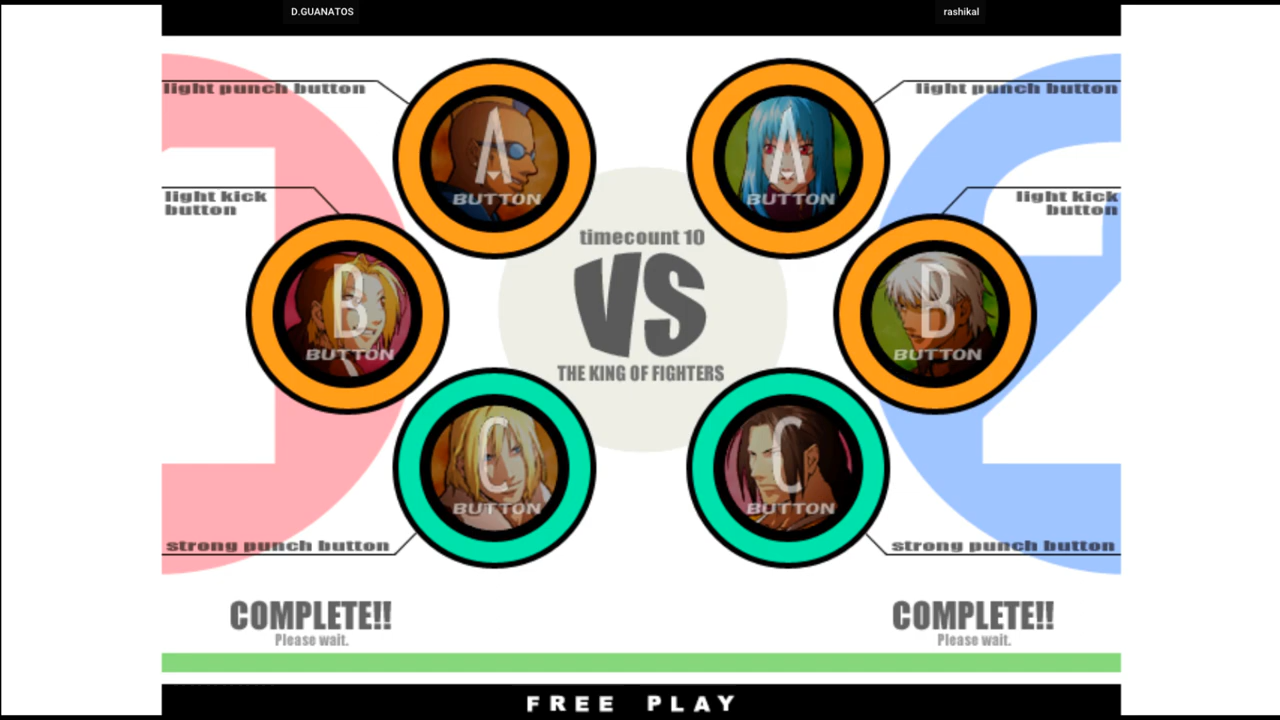 D.GUANATOS
rashikal
light punch button
light punch button
A
BUTTON
A
BUTTON
light kick
button
light kick
button
timecount 10
VS
THE KING OF FIGHTERS
B
BUTTON
B
BUTTON
C
BUTTON
C
BUTTON
strong punch button
strong punch button
COMPLETE!!
Please wait.
COMPLETE!!
Please wait.
FREE PLAY
1
2